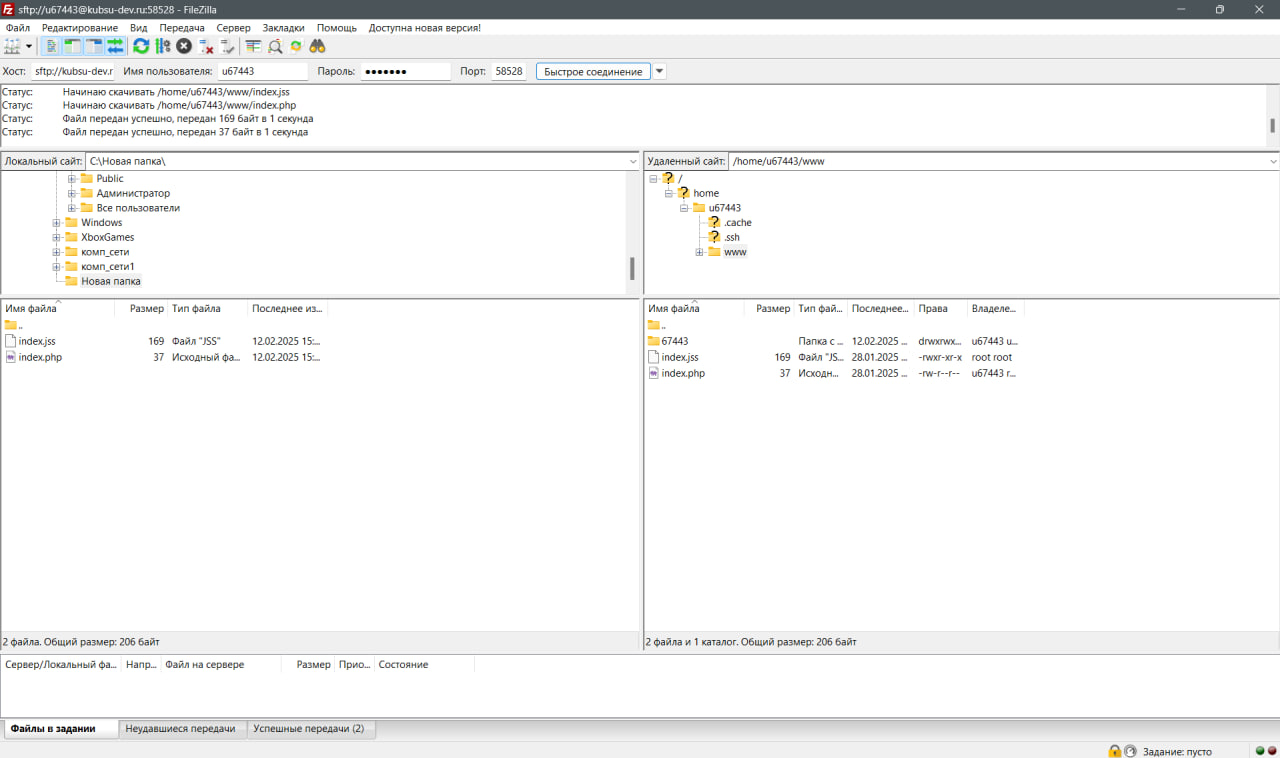 sftp://u67443@kubsu-dev.ru:58528 - FileZilla
Файл Редактирование Вид Передача Сервер Закладки Помощь Доступна новая версия!
Хост: sftp://kubsu-dev.r Имя пользователя: u67443 Пароль: ●●●●●●● Порт: 58528 Быстрое соединение
Статус: Начинаю скачивать /home/u67443/www/index.jss
Статус: Начинаю скачивать /home/u67443/www/index.php
Статус: Файл передан успешно, передан 169 байт в 1 секунда
Статус: Файл передан успешно, передан 37 байт в 1 секунда
Локальный сайт: C:\Новая папка\
Public
Администратор
Все пользователи
Windows
XboxGames
комп_сети
комп_сети1
Новая папка
Имя файла Размер Тип файла Последнее из...
..
index.jss 169 Файл "JSS" 12.02.2025 15:...
index.php 37 Исходный фа... 12.02.2025 15:...
2 файла. Общий размер: 206 байт
Удаленный сайт: /home/u67443/www
/
home
u67443
.cache
.ssh
www
Имя файла Размер Тип фай... Последнее... Права Владеле...
..
67443 Папка с ... 12.02.2025 ... drwxrwx... u67443 u...
index.jss 169 Файл "JS... 28.01.2025 ... -rwxr-xr-x root root
index.php 37 Исходн... 28.01.2025 ... -rw-r--r-- u67443 r...
2 файла и 1 каталог. Общий размер: 206 байт
Сервер/Локальный фа... Напр... Файл на сервере Размер Прио... Состояние
Файлы в задании Неудавшиеся передачи Успешные передачи (2)
Задание: пусто